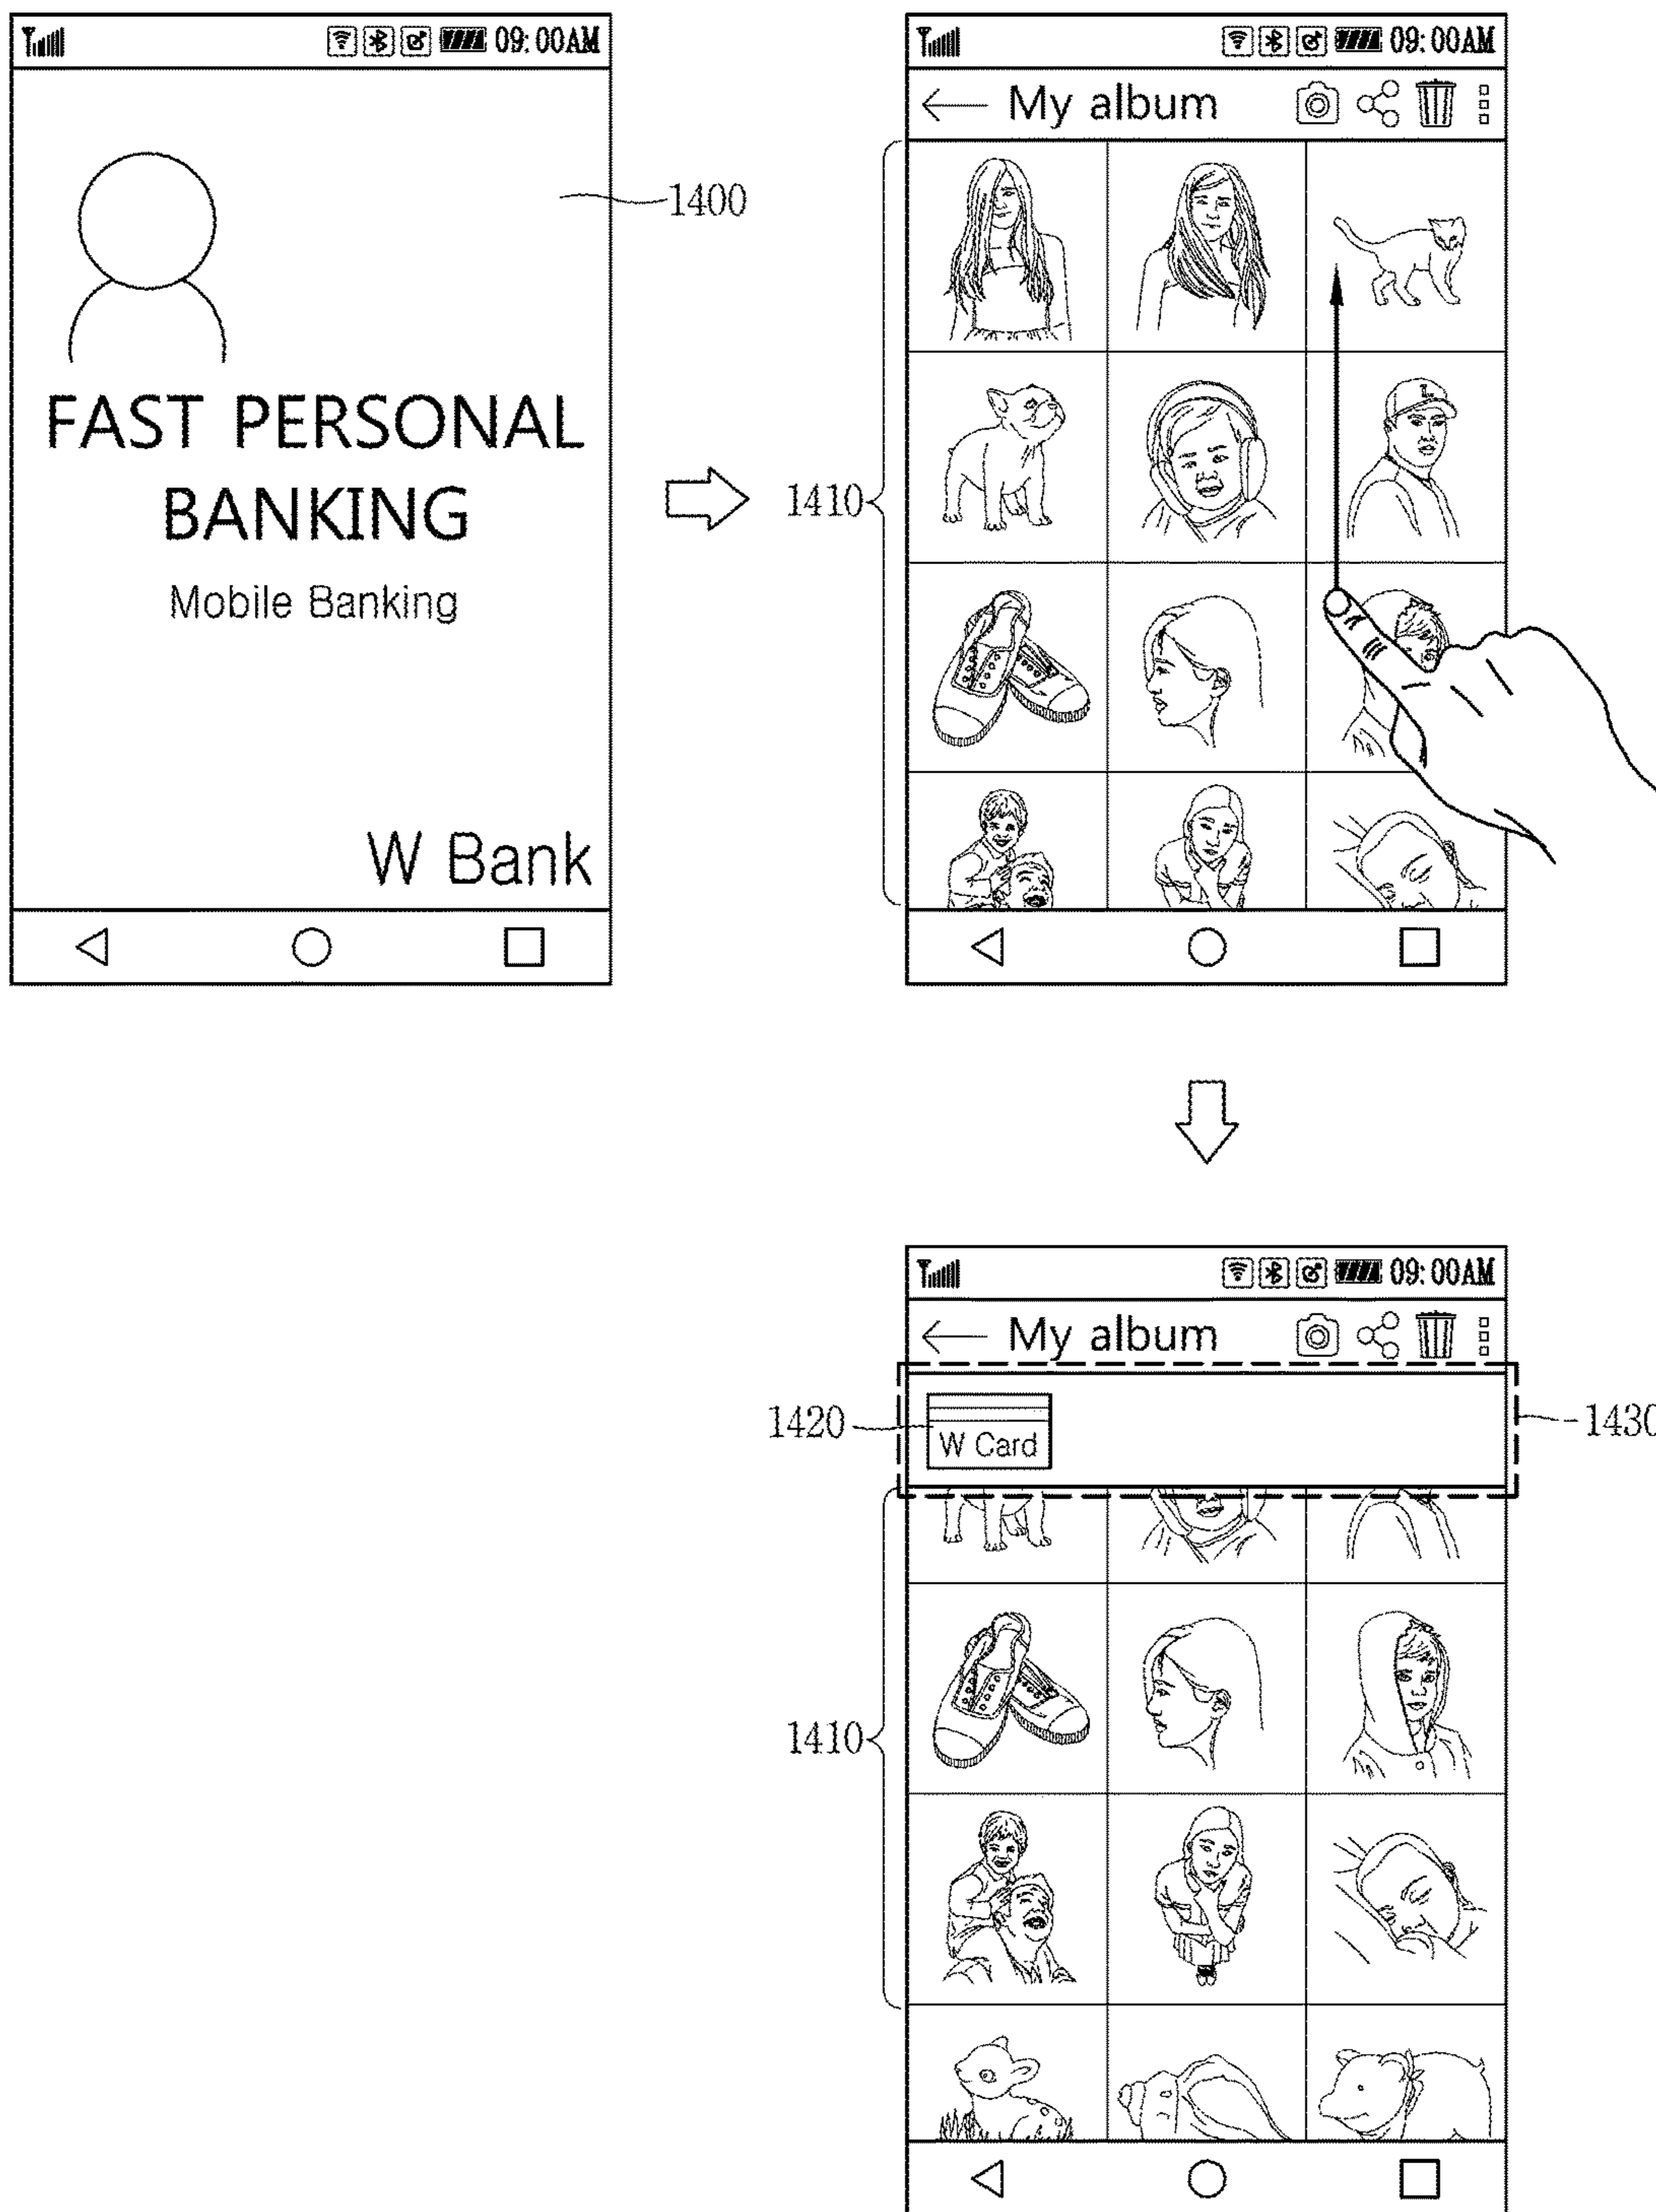 09:00AM
1400
FAST PERSONAL
BANKING
Mobile Banking
W Bank
09:00AM
My album
1410
L
09:00AM
My album
1420
W Card
1430
1410